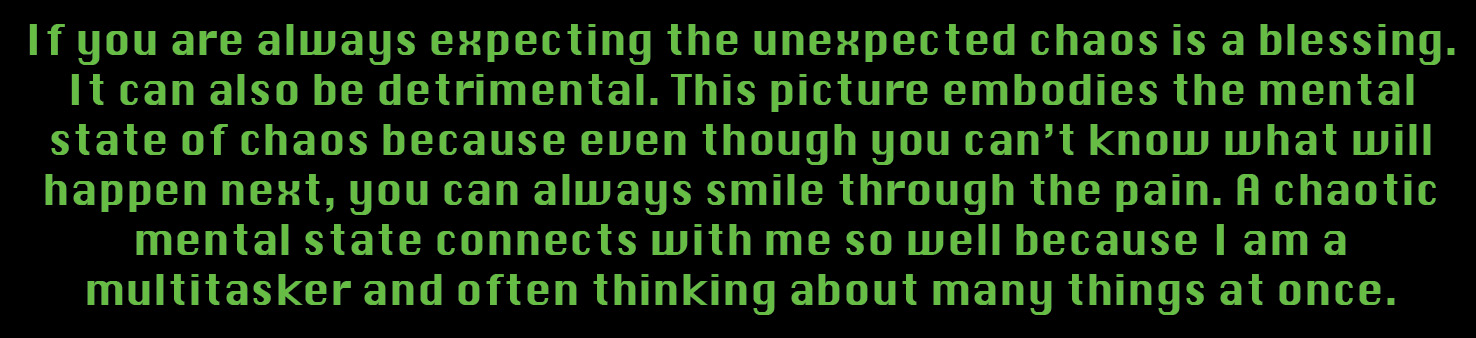 If you are always expecting the unexpected chaos is a blessing.
It can also be detrimental. This picture embodies the mental
state of chaos because even though you can’t know what will
happen next, you can always smile through the pain. A chaotic
mental state connects with me so well because I am a
multitasker and often thinking about many things at once.